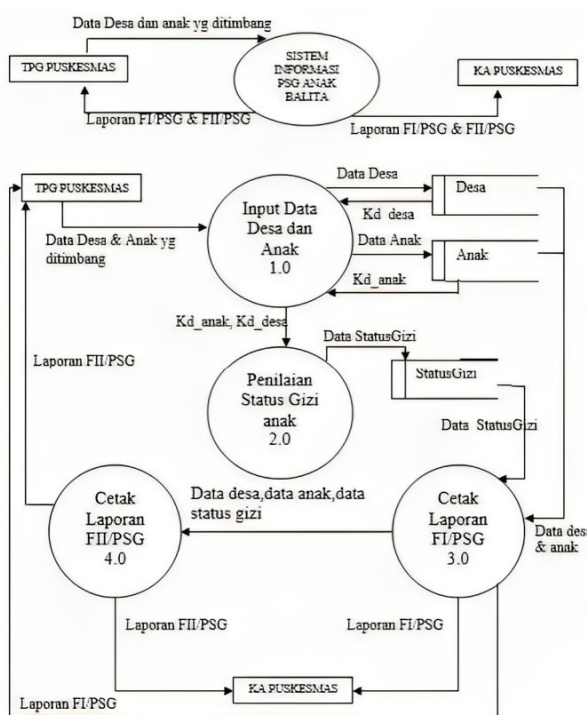 Data Desa dan anak yg ditimbang
TPG PUSKESMAS
SISTEM
INFORMASI
PSG ANAK
BALITA
KA PUSKESMAS
Laporan FI/PSG & FII/PSG
Laporan FI/PSG & FII/PSG
TPG PUSKESMAS
Data Desa & Anak yg
ditimbang
Input Data
Desa dan
Anak
1.0
Data Desa
Desa
Kd_desa
Data Anak
Anak
Kd_anak
Kd_anak, Kd_desa
Laporan FII/PSG
Penilaian
Status Gizi
anak
2.0
Data StatusGizi
StatusGizi
Data StatusGizi
Cetak
Laporan
FII/PSG
4.0
Data desa,data anak,data
status gizi
Cetak
Laporan
FI/PSG
3.0
Data desa
& anak
Laporan FII/PSG
Laporan FI/PSG
KA PUSKESMAS
Laporan FI/PSG